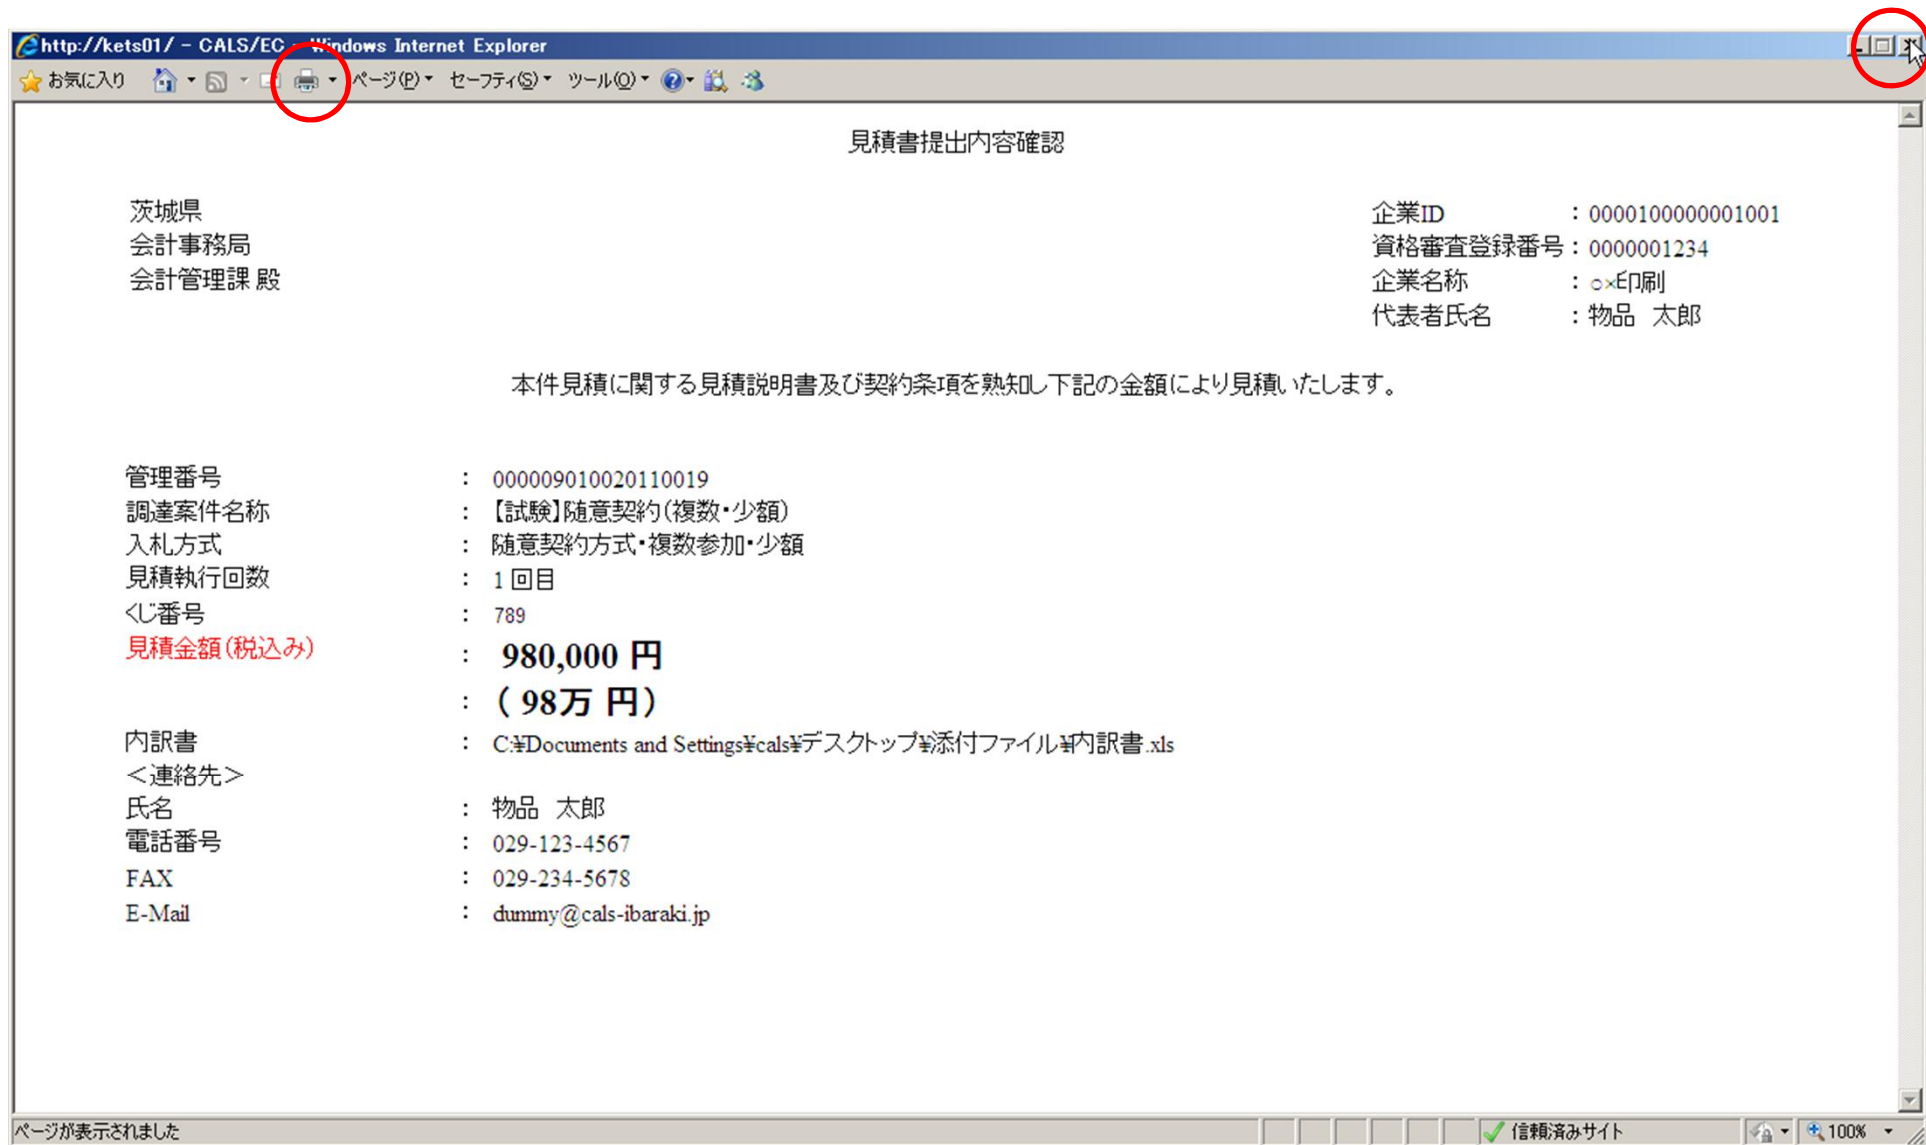 http://kets01/ - CALS/EC - Windows Internet Explorer
お気に入り ページ(P) セーフティ(S) ツール(O)
見積書提出内容確認
茨城県
会計事務局
会計管理課 殿
企業ID ：0000100000001001
資格審査登録番号：0000001234
企業名称 ：○×印刷
代表者氏名 ：物品 太郎
本件見積に関する見積説明書及び契約条項を熟知し下記の金額により見積いたします。
管理番号 ： 000009010020110019
調達案件名称 ： 【試験】随意契約(複数・少額)
入札方式 ： 随意契約方式・複数参加・少額
見積執行回数 ： 1回目
くじ番号 ： 789
見積金額(税込み) ： 980,000 円
： ( 98万 円)
内訳書 ： C:¥Documents and Settings¥cals¥デスクトップ¥添付ファイル¥内訳書.xls
＜連絡先＞
氏名 ： 物品 太郎
電話番号 ： 029-123-4567
FAX ： 029-234-5678
E-Mail ： dummy@cals-ibaraki.jp
ページが表示されました 信頼済みサイト 100%